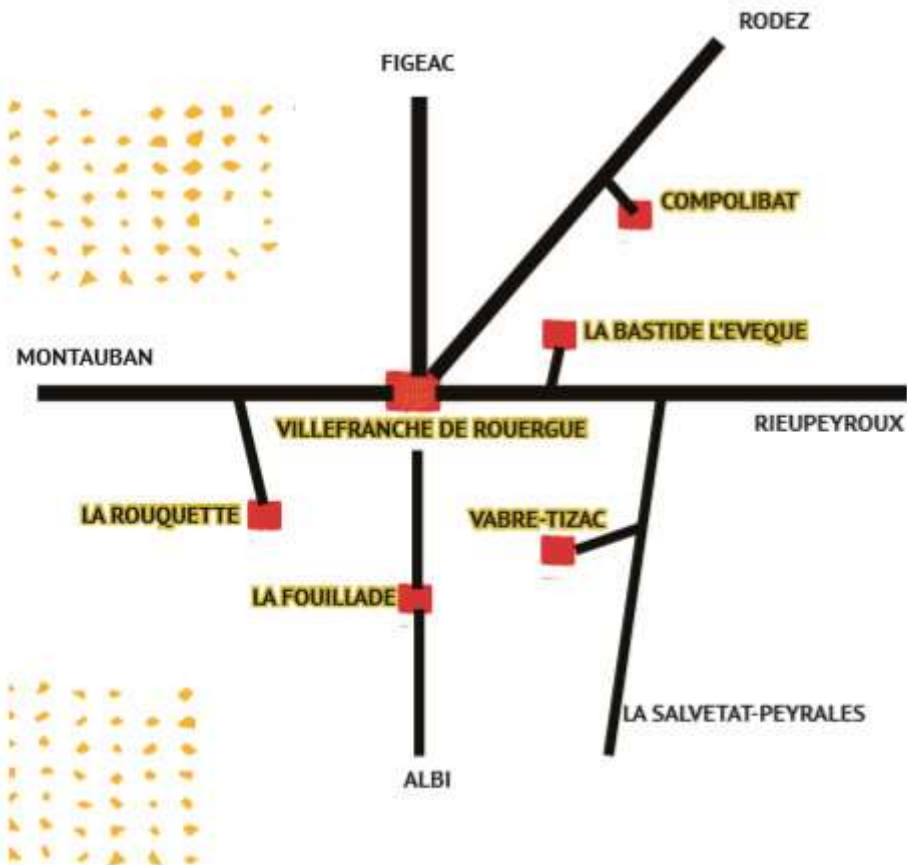 RODEZ
FIGEAC
COMPOLIBAT
LA BASTIDE L'EVEQUE
MONTAUBAN
RIEUPEYROUX
VILLEFRANCHE DE ROUERGUE
LA ROUQUETTE
VABRE-TIZAC
LA FOUILLADE
LA SALVETAT-PEYRALES
ALBI